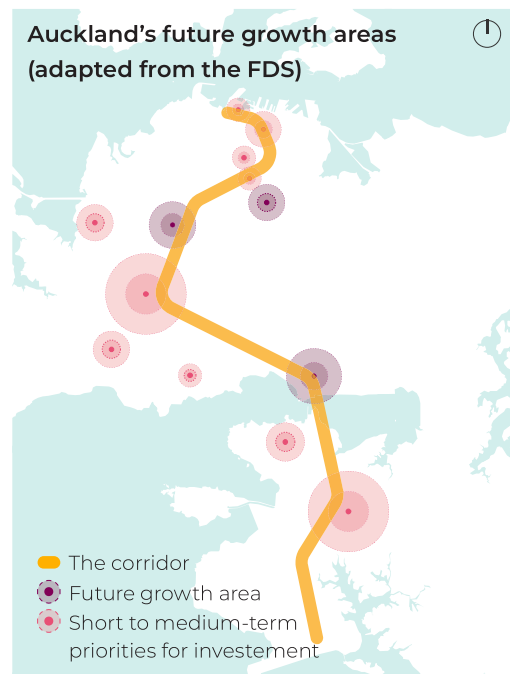 Auckland’s future growth areas
(adapted from the FDS)
The corridor
Future growth area
Short to medium-term
priorities for investement